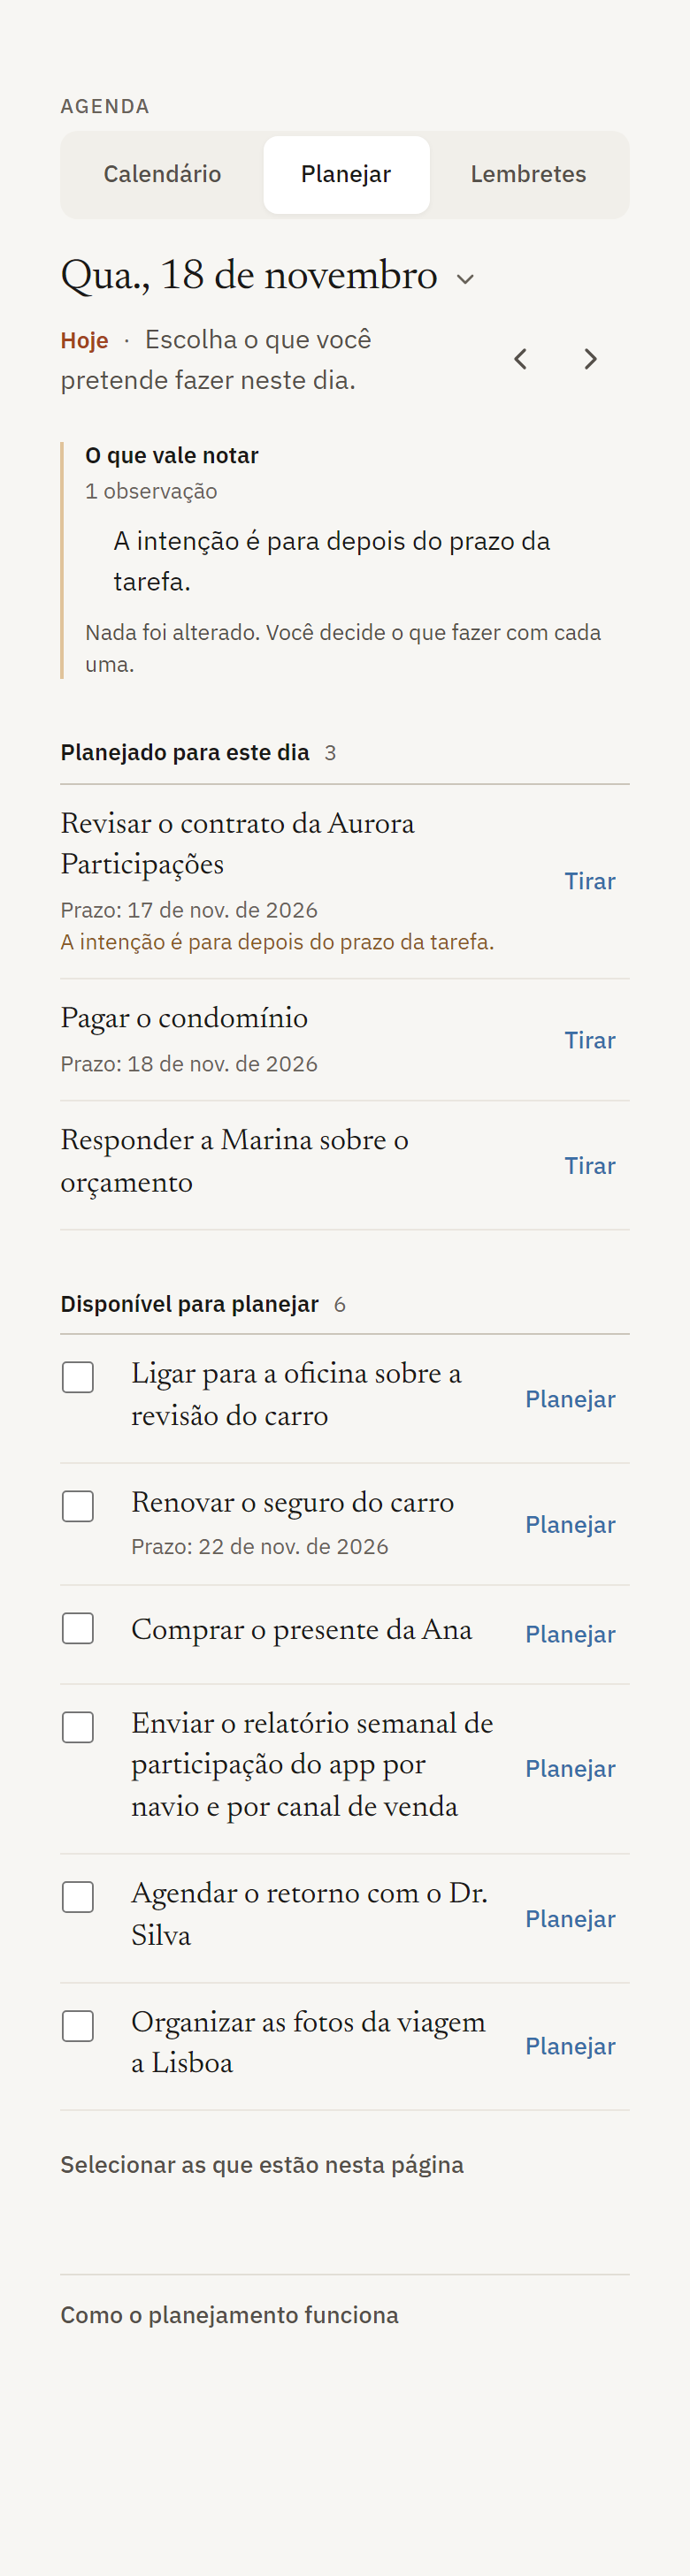 AGENDA
Calendário
Planejar
Lembretes
Qua., 18 de novembro
Hoje · Escolha o que você
pretende fazer neste dia.
O que vale notar
1 observação
A intenção é para depois do prazo da
tarefa.
Nada foi alterado. Você decide o que fazer com cada
uma.
Planejado para este dia 3
Revisar o contrato da Aurora
Participações
Prazo: 17 de nov. de 2026
A intenção é para depois do prazo da tarefa.
Tirar
Pagar o condomínio
Prazo: 18 de nov. de 2026
Tirar
Responder a Marina sobre o
orçamento
Tirar
Disponível para planejar 6
Ligar para a oficina sobre a
revisão do carro
Planejar
Renovar o seguro do carro
Prazo: 22 de nov. de 2026
Planejar
Comprar o presente da Ana
Planejar
Enviar o relatório semanal de
participação do app por
navio e por canal de venda
Planejar
Agendar o retorno com o Dr.
Silva
Planejar
Organizar as fotos da viagem
a Lisboa
Planejar
Selecionar as que estão nesta página
Como o planejamento funciona